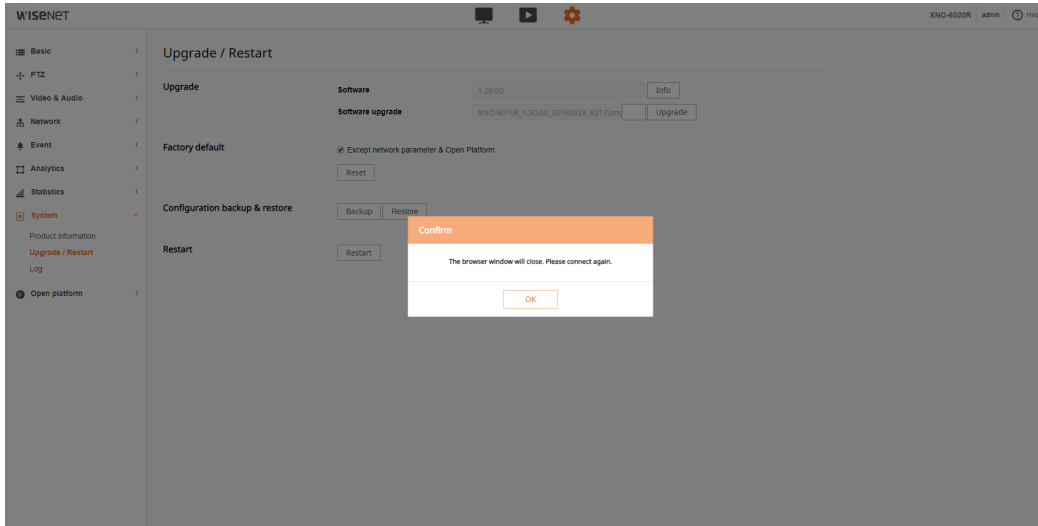 WISENET
XNO-6020R admin ? Help
Basic
PTZ
Video & Audio
Network
Event
Analytics
Statistics
System
Product information
Upgrade / Restart
Log
Open platform
Upgrade / Restart
Upgrade
Software 1.20.00 Info
Software upgrade XNO-6010R_1.20.00_20180929_R217.img ... Upgrade
Factory default
Except network parameter & Open Platform
Reset
Configuration backup & restore
Backup Restore
Restart
Restart
Confirm
The browser window will close. Please connect again.
OK